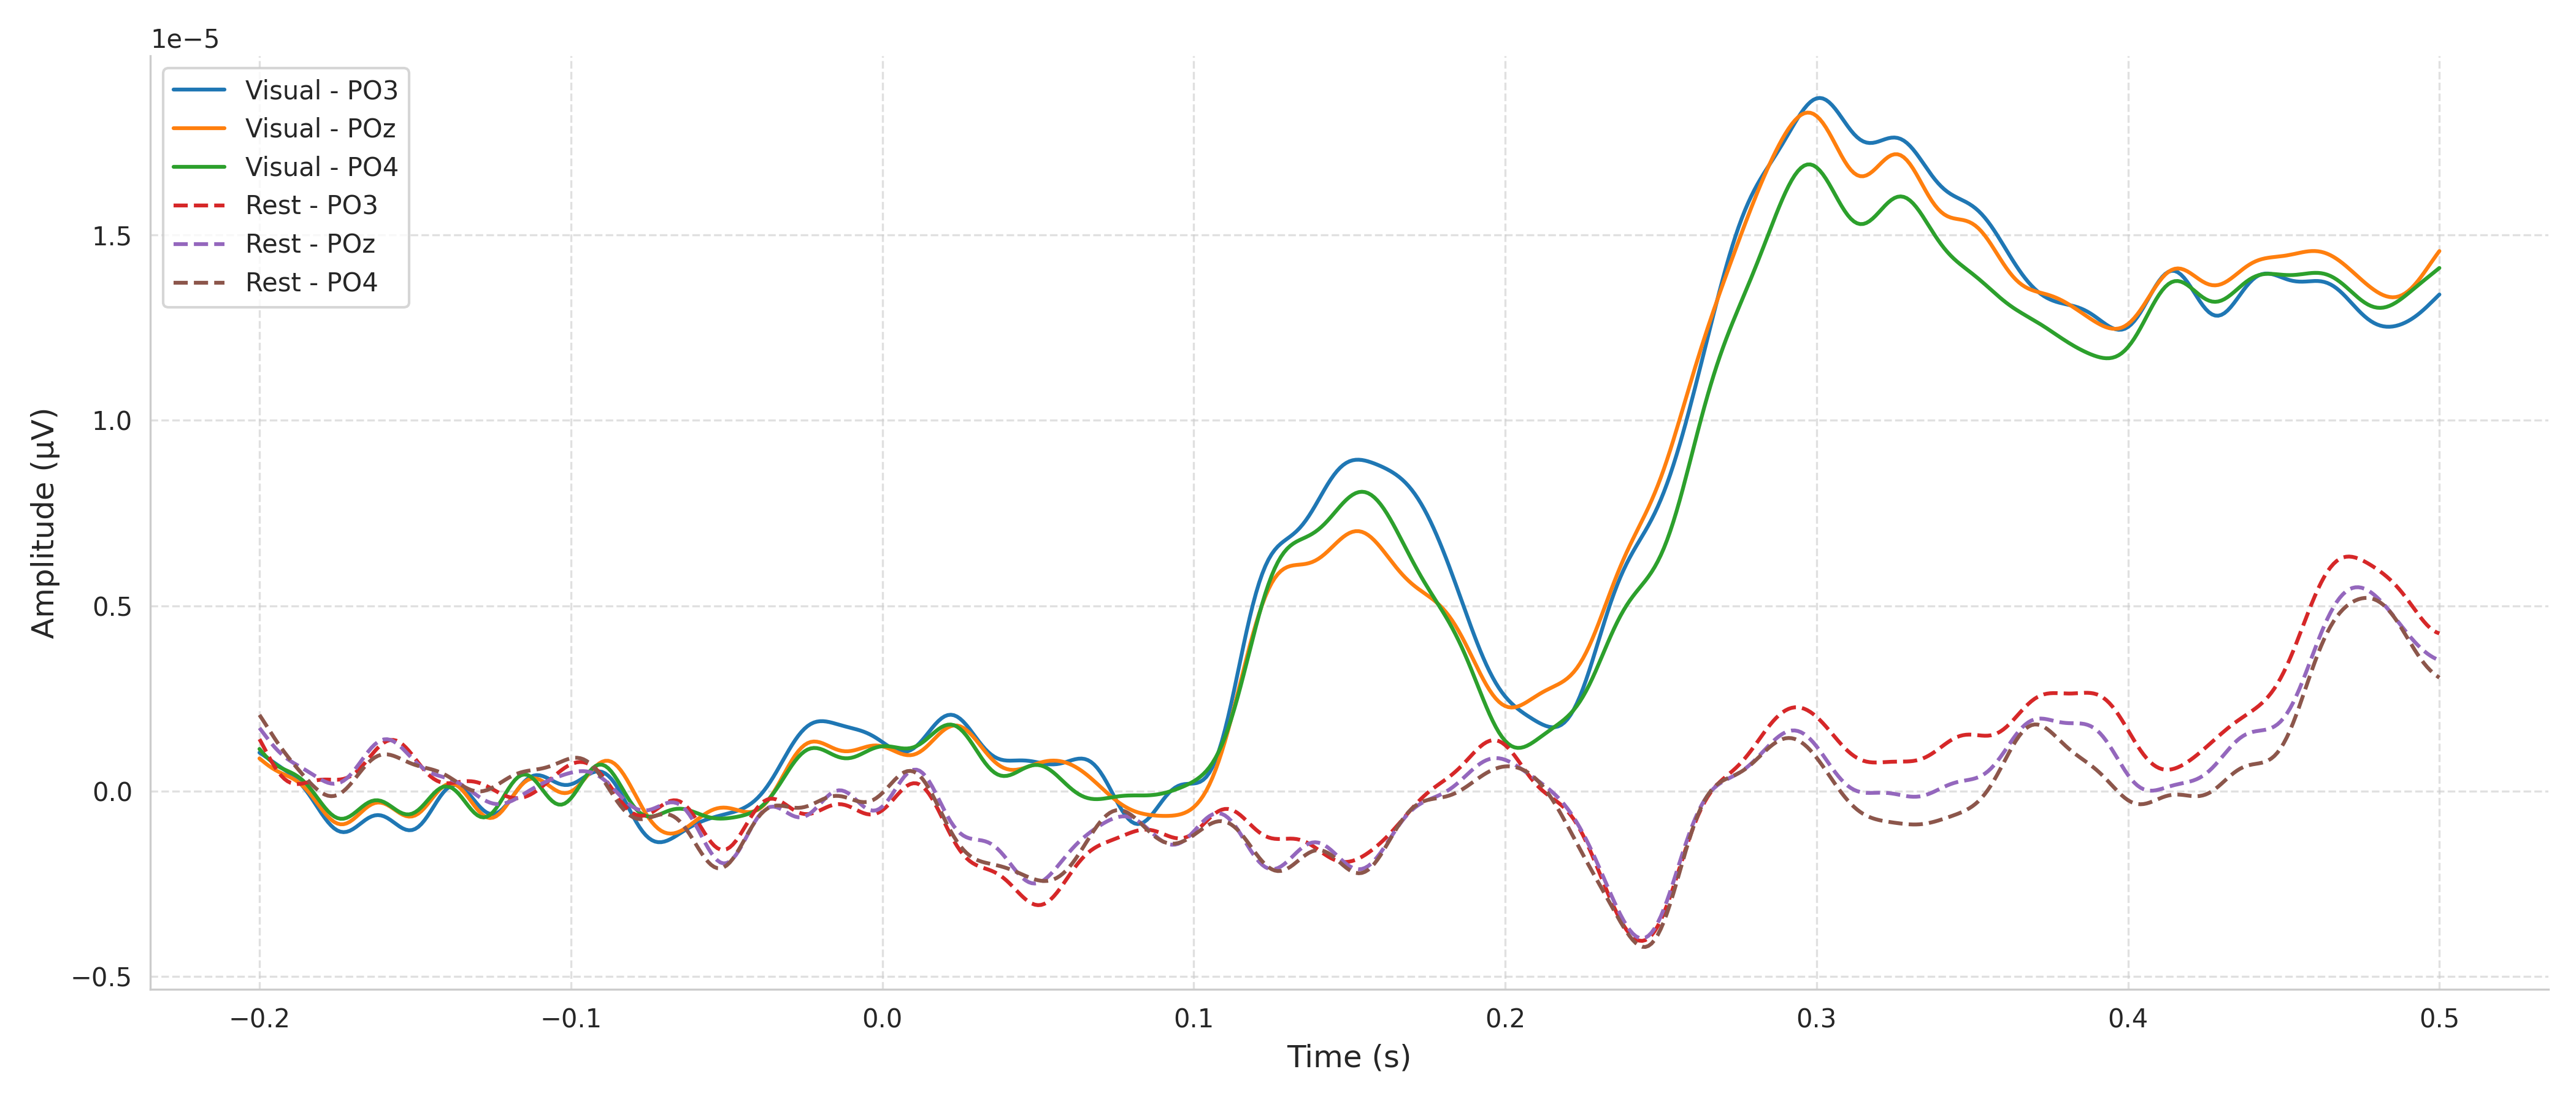 1e−5
Visual - PO3
Visual - POz
Visual - PO4
Rest - PO3
Rest - POz
Rest - PO4
1.5
1.0
0.5
0.0
−0.5
Amplitude (µV)
−0.2 −0.1 0.0 0.1 0.2 0.3 0.4 0.5
Time (s)